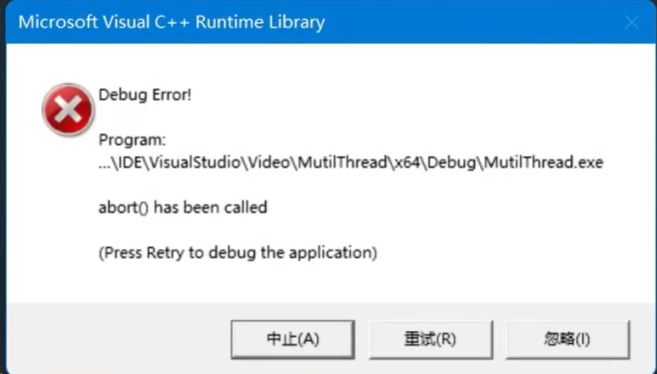 Microsoft Visual C++ Runtime Library
Debug Error!
Program:
...\IDE\VisualStudio\Video\MutilThread\x64\Debug\MutilThread.exe
abort() has been called
(Press Retry to debug the application)
中止(A)
重试(R)
忽略(I)